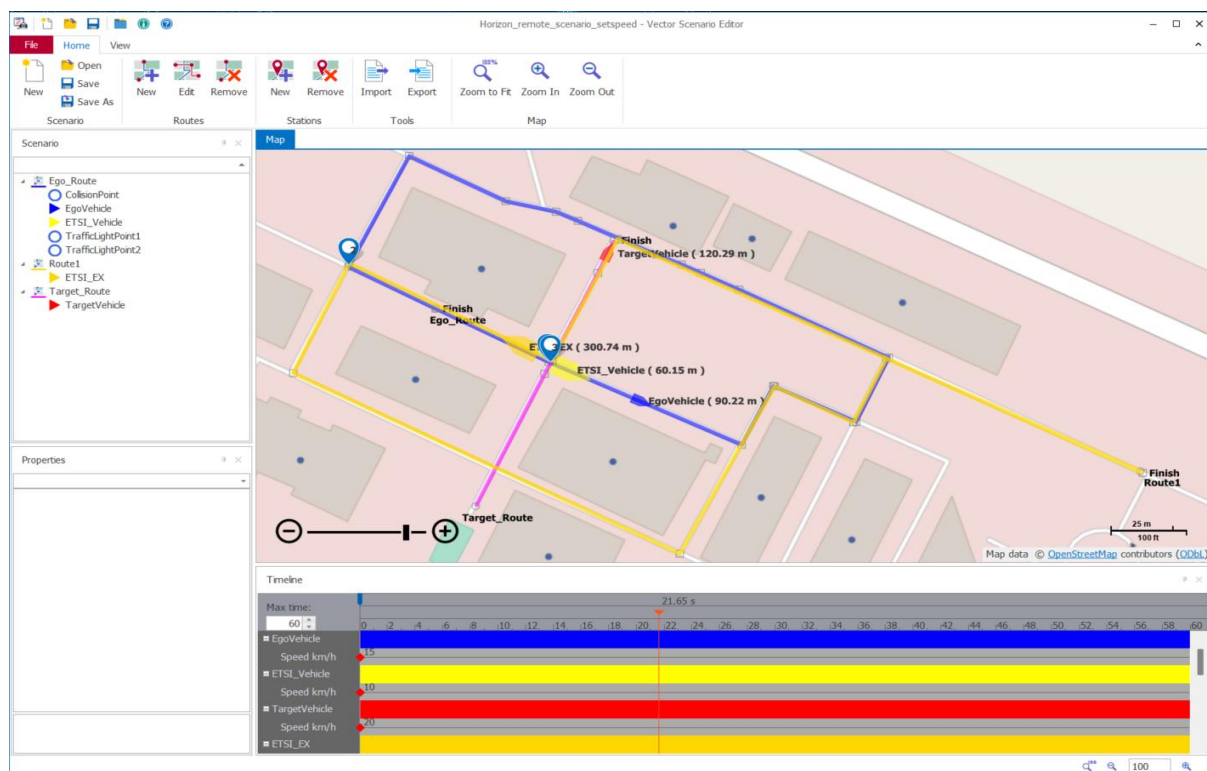 Horizon_remote_scenario_setspeed - Vector Scenario Editor
File Home View
New
Open
Save
Save As
New Edit Remove
New Remove
Import Export
100%
Zoom to Fit Zoom In Zoom Out
Scenario Routes Stations Tools Map
Scenario
Ego_Route
CollisionPoint
EgoVehicle
ETSI_Vehicle
TrafficLightPoint1
TrafficLightPoint2
Route1
ETSI_EX
Target_Route
TargetVehicle
Properties
Map
Finish
TargetVehicle ( 120.29 m )
Finish
Ego_Route
EX ( 300.74 m )
ETSI_Vehicle ( 60.15 m )
EgoVehicle ( 90.22 m )
Finish
Route1
Target_Route
25 m
100 ft
Map data © OpenStreetMap contributors (ODbL)
Timeline
21.65 s
Max time:
60
0 2 4 6 8 10 12 14 16 18 20 22 24 26 28 30 32 34 36 38 40 42 44 46 48 50 52 54 56 58 60
EgoVehicle
Speed km/h 15
ETSI_Vehicle
Speed km/h 10
TargetVehicle
Speed km/h 20
ETSI_EX
100